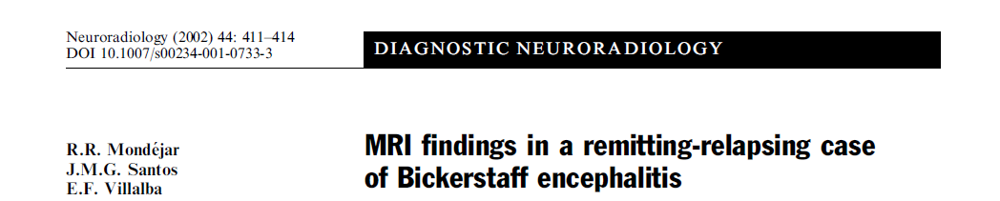 Neuroradiology (2002) 44: 411–414
DOI 10.1007/s00234-001-0733-3
DIAGNOSTIC NEURORADIOLOGY
R.R. Mondéjar
J.M.G. Santos
E.F. Villalba
MRI findings in a remitting-relapsing case
of Bickerstaff encephalitis